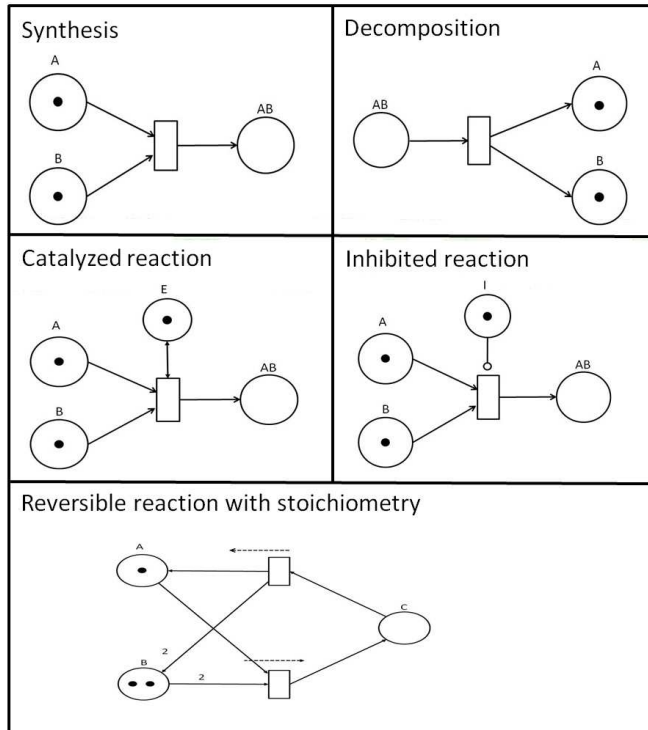 Synthesis
A
B
AB
Decomposition
AB
A
B
Catalyzed reaction
E
A
B
AB
Inhibited reaction
I
A
B
AB
Reversible reaction with stoichiometry
A
C
2
B
2